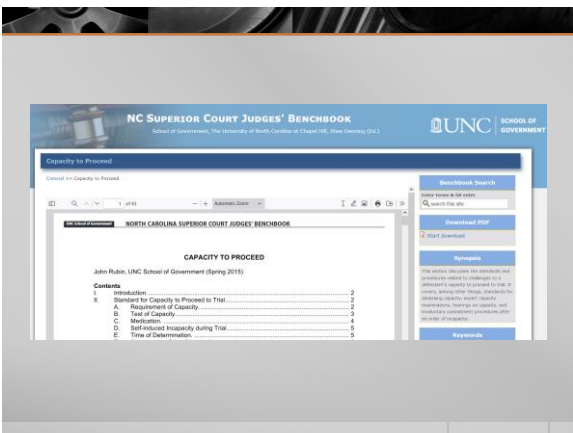 NC SUPERIOR COURT JUDGES' BENCHBOOK
School of Government, The University of North Carolina at Chapel Hill, Shea Denning (Ed.)
UNC SCHOOL OF GOVERNMENT
Capacity to Proceed
Criminal >> Capacity to Proceed
1 of 43
Automatic Zoom
UNC School of Government NORTH CAROLINA SUPERIOR COURT JUDGES' BENCHBOOK
CAPACITY TO PROCEED
John Rubin, UNC School of Government (Spring 2015)
Contents
I. Introduction 2
II. Standard for Capacity to Proceed to Trial 2
A. Requirement of Capacity. 2
B. Test of Capacity 3
C. Medication. 4
D. Self-induced Incapacity during Trial 5
E. Time of Determination. 5
Benchbook Search
Enter terms & hit enter
search this site
Download PDF
Start download
Synopsis
This section discusses the standards and
procedures related to challenges to a
defendant's capacity to proceed to trial. It
covers, among other things, standards for
assessing capacity, expert capacity
examinations, hearings on capacity, and
involuntary commitment procedures after
an order of incapacity.
Keywords